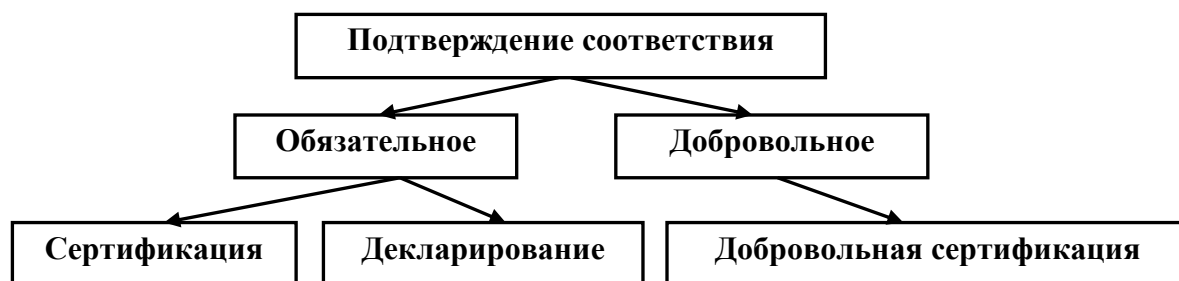 Подтверждение соответствия
Обязательное
Добровольное
Сертификация
Декларирование
Добровольная сертификация